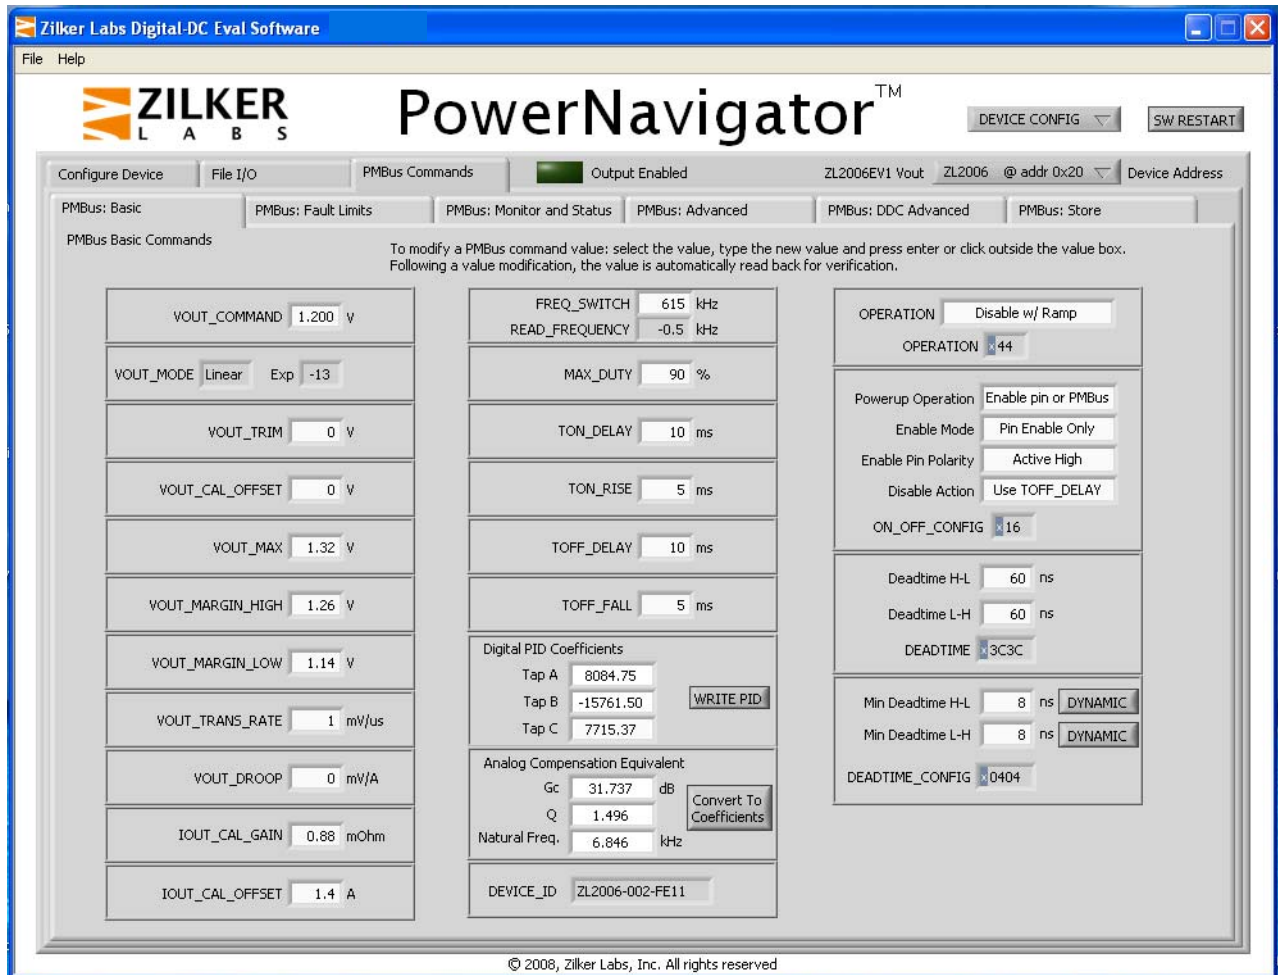 Zilker Labs Digital-DC Eval Software
File Help
ZILKER
LABS
PowerNavigator™
DEVICE CONFIG
SW RESTART
Configure Device
File I/O
PMBus Commands
Output Enabled
ZL2006EV1 Vout
ZL2006 @ addr 0x20
Device Address
PMBus: Basic
PMBus: Fault Limits
PMBus: Monitor and Status
PMBus: Advanced
PMBus: DDC Advanced
PMBus: Store
PMBus Basic Commands
To modify a PMBus command value: select the value, type the new value and press enter or click outside the value box.
Following a value modification, the value is automatically read back for verification.
VOUT_COMMAND 1.200 V
VOUT_MODE Linear Exp -13
VOUT_TRIM 0 V
VOUT_CAL_OFFSET 0 V
VOUT_MAX 1.32 V
VOUT_MARGIN_HIGH 1.26 V
VOUT_MARGIN_LOW 1.14 V
VOUT_TRANS_RATE 1 mV/us
VOUT_DROOP 0 mV/A
IOUT_CAL_GAIN 0.88 mOhm
IOUT_CAL_OFFSET 1.4 A
FREQ_SWITCH 615 kHz
READ_FREQUENCY -0.5 kHz
MAX_DUTY 90 %
TON_DELAY 10 ms
TON_RISE 5 ms
TOFF_DELAY 10 ms
TOFF_FALL 5 ms
Digital PID Coefficients
Tap A 8084.75
Tap B -15761.50
Tap C 7715.37
WRITE PID
Analog Compensation Equivalent
Gc 31.737 dB
Q 1.496
Natural Freq. 6.846 kHz
Convert To
Coefficients
DEVICE_ID ZL2006-002-FE11
OPERATION Disable w/ Ramp
OPERATION x44
Powerup Operation Enable pin or PMBus
Enable Mode Pin Enable Only
Enable Pin Polarity Active High
Disable Action Use TOFF_DELAY
ON_OFF_CONFIG x16
Deadtime H-L 60 ns
Deadtime L-H 60 ns
DEADTIME x3C3C
Min Deadtime H-L 8 ns DYNAMIC
Min Deadtime L-H 8 ns DYNAMIC
DEADTIME_CONFIG x0404
© 2008, Zilker Labs, Inc. All rights reserved